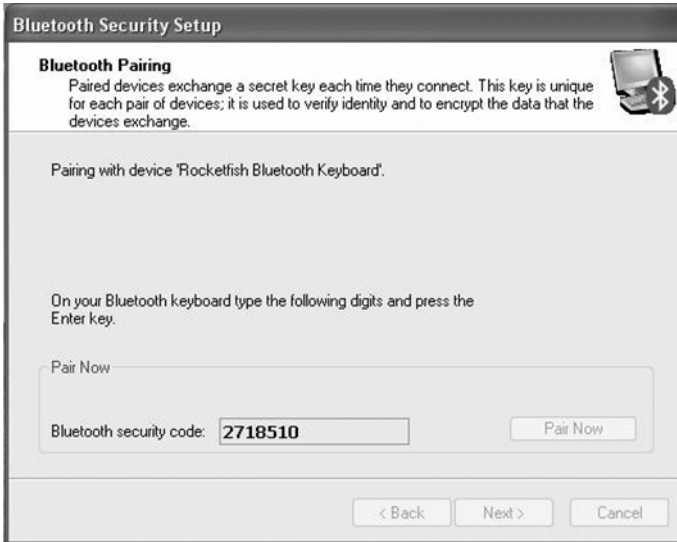 Bluetooth Security Setup
Bluetooth Pairing
Paired devices exchange a secret key each time they connect. This key is unique
for each pair of devices; it is used to verify identity and to encrypt the data that the
devices exchange.
Pairing with device 'Rocketfish Bluetooth Keyboard'.
On your Bluetooth keyboard type the following digits and press the
Enter key.
Pair Now
Bluetooth security code: 2718510 Pair Now
< Back Next > Cancel